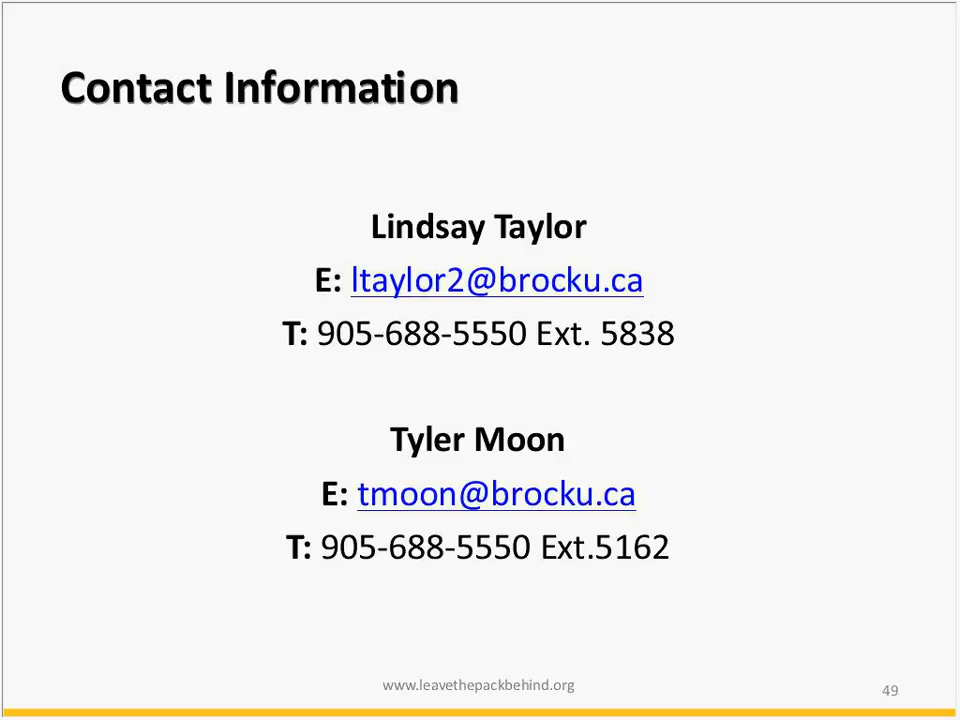 Contact Information
Lindsay Taylor
E: ltaylor2@brocku.ca
T: 905-688-5550 Ext. 5838
Tyler Moon
E: tmoon@brocku.ca
T: 905-688-5550 Ext.5162
www.leavethepackbehind.org
49